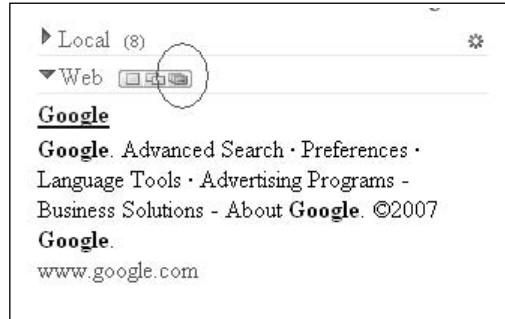 Local (8)
Web
Google
Google. Advanced Search · Preferences ·
Language Tools · Advertising Programs -
Business Solutions - About Google. ©2007
Google.
www.google.com